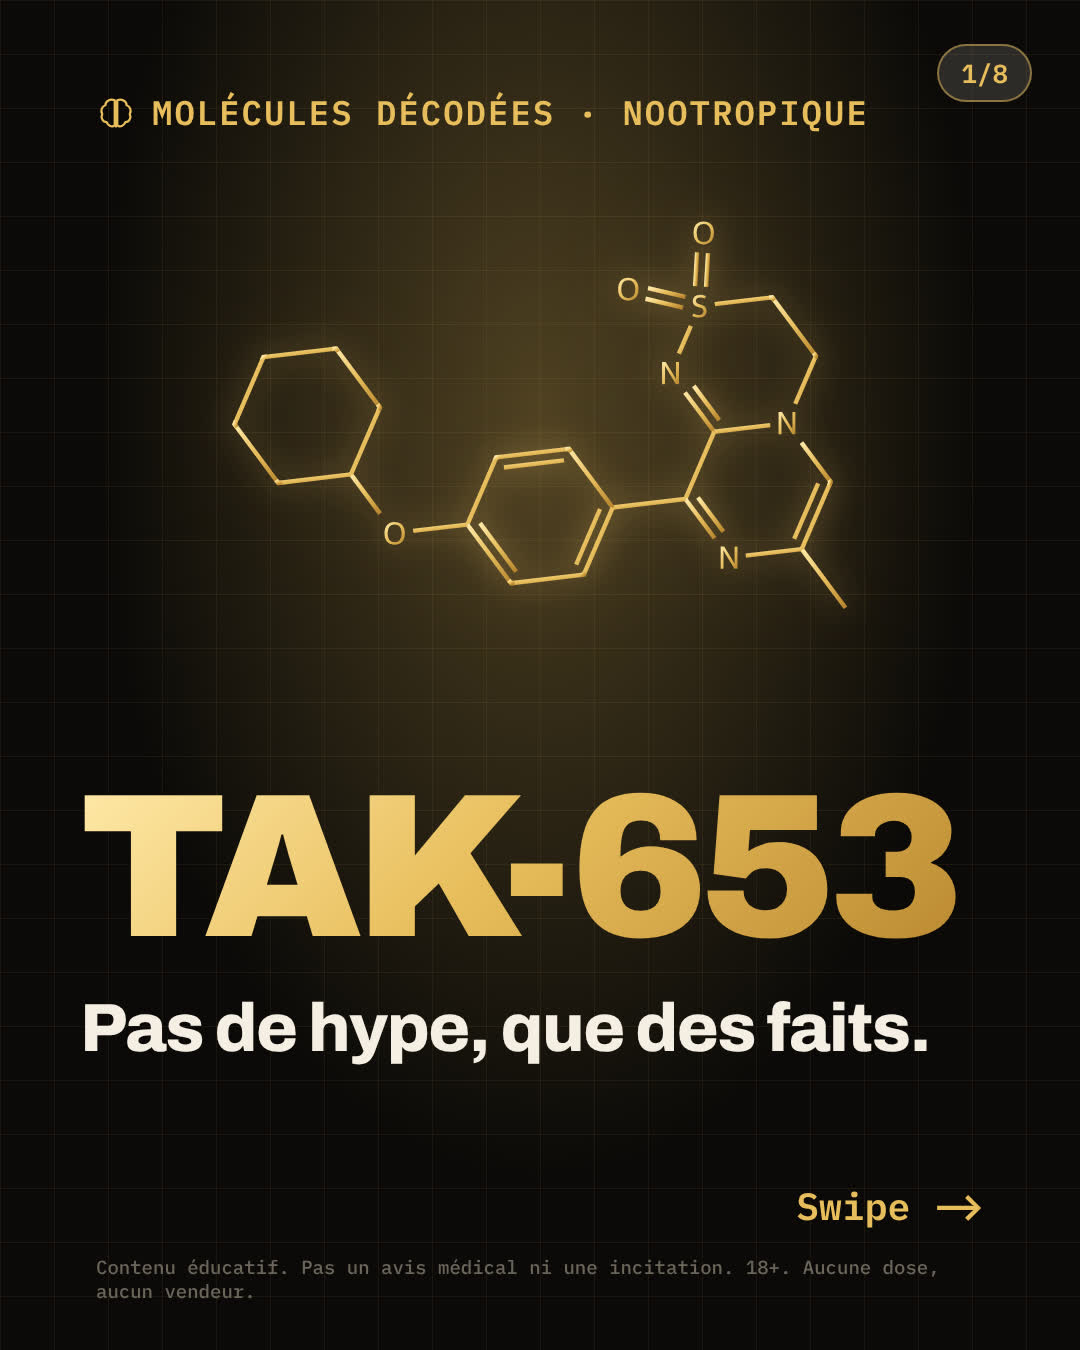 1/8
MOLÉCULES DÉCODÉES · NOOTROPIQUE
O
O
S
N
N
O
N
TAK-653
Pas de hype, que des faits.
Swipe →
Contenu éducatif. Pas un avis médical ni une incitation. 18+. Aucune dose,
aucun vendeur.